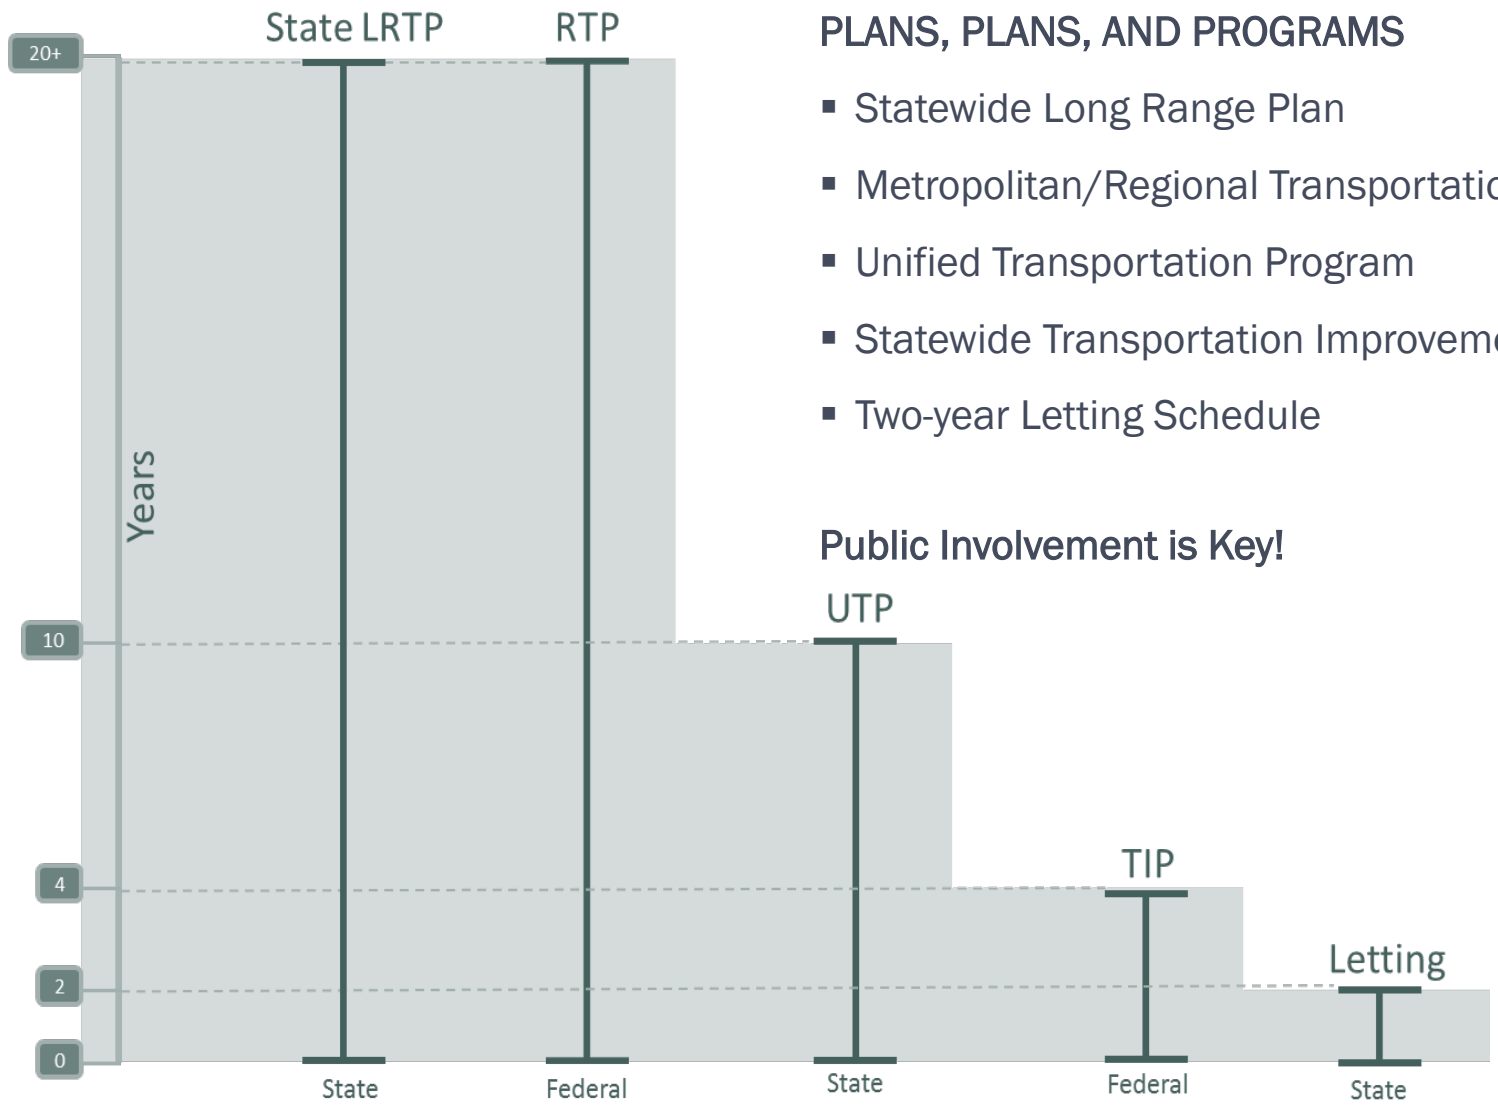 State LRTP RTP
PLANS, PLANS, AND PROGRAMS
▪ Statewide Long Range Plan
▪ Metropolitan/Regional
▪ Unified Transportation Program
▪ Statewide Transportation
▪ Two-year Letting Schedule
Public Involvement is Key!
20+
Years
10
UTP
4
TIP
2
Letting
0
State Federal State Federal State